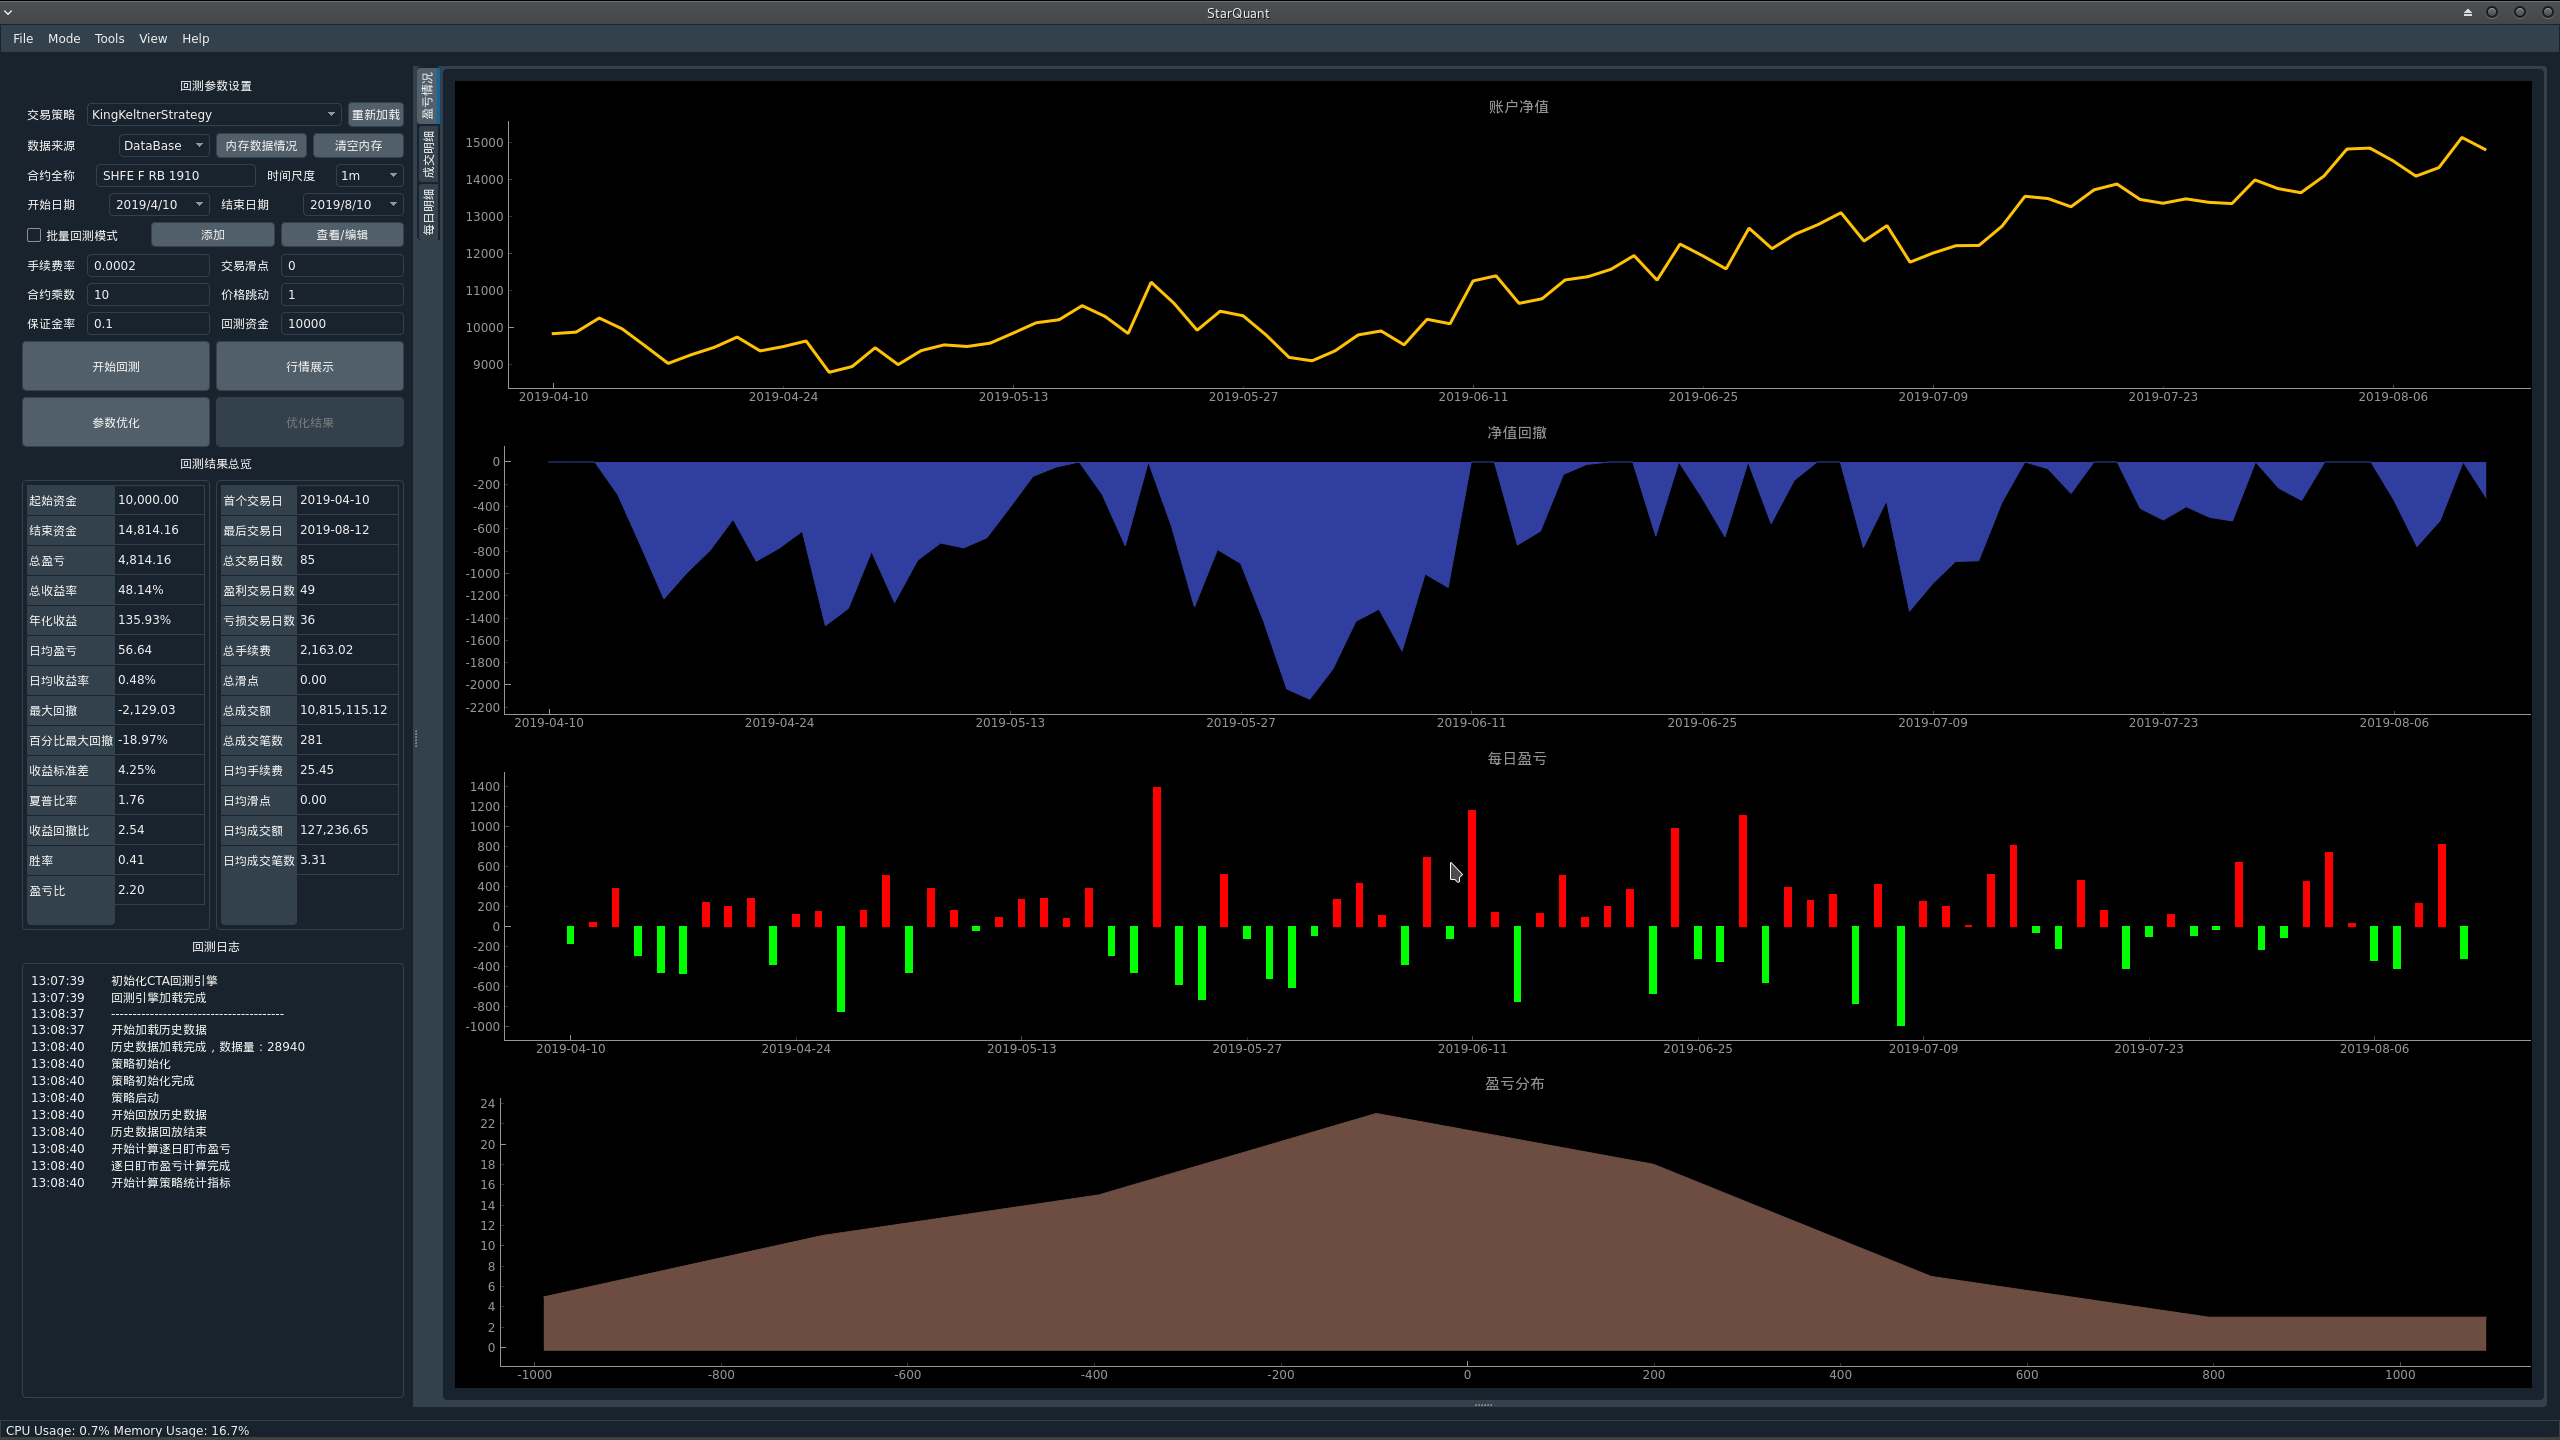 StarQuant
File Mode Tools View Help
回测参数设置
交易策略 KingKeltnerStrategy 重新加载
数据来源 DataBase 内存数据情况 清空内存
合约全称 SHFE F RB 1910 时间尺度 1m
开始日期 2019/4/10 结束日期 2019/8/10
批量回测模式 添加 查看/编辑
手续费率 0.0002 交易滑点 0
合约乘数 10 价格跳动 1
保证金率 0.1 回测资金 10000
开始回测 行情展示
参数优化 优化结果
回测结果总览
起始资金 10,000.00
结束资金 14,814.16
总盈亏 4,814.16
总收益率 48.14%
年化收益 135.93%
日均盈亏 56.64
日均收益率 0.48%
最大回撤 -2,129.03
百分比最大回撤 -18.97%
收益标准差 4.25%
夏普比率 1.76
收益回撤比 2.54
胜率 0.41
盈亏比 2.20
首个交易日 2019-04-10
最后交易日 2019-08-12
总交易日数 85
盈利交易日数 49
亏损交易日数 36
总手续费 2,163.02
总滑点 0.00
总成交额 10,815,115.12
总成交笔数 281
日均手续费 25.45
日均滑点 0.00
日均成交额 127,236.65
日均成交笔数 3.31
回测日志
13:07:39 初始化CTA回测引擎
13:07:39 回测引擎加载完成
13:08:37 ----------------------------------------
13:08:37 开始加载历史数据
13:08:40 历史数据加载完成，数据量：28940
13:08:40 策略初始化
13:08:40 策略初始化完成
13:08:40 策略启动
13:08:40 开始回放历史数据
13:08:40 历史数据回放结束
13:08:40 开始计算逐日盯市盈亏
13:08:40 逐日盯市盈亏计算完成
13:08:40 开始计算策略统计指标
盈亏情况
成交明细
每日明细
账户净值
15000
14000
13000
12000
11000
10000
9000
2019-04-10 2019-04-24 2019-05-13 2019-05-27 2019-06-11 2019-06-25 2019-07-09 2019-07-23 2019-08-06
净值回撤
0
-200
-400
-600
-800
-1000
-1200
-1400
-1600
-1800
-2000
-2200
2019-04-10 2019-04-24 2019-05-13 2019-05-27 2019-06-11 2019-06-25 2019-07-09 2019-07-23 2019-08-06
每日盈亏
1400
1200
1000
800
600
400
200
0
-200
-400
-600
-800
-1000
2019-04-10 2019-04-24 2019-05-13 2019-05-27 2019-06-11 2019-06-25 2019-07-09 2019-07-23 2019-08-06
盈亏分布
24
22
20
18
16
14
12
10
8
6
4
2
0
-1000 -800 -600 -400 -200 0 200 400 600 800 1000
CPU Usage: 0.7% Memory Usage: 16.7%